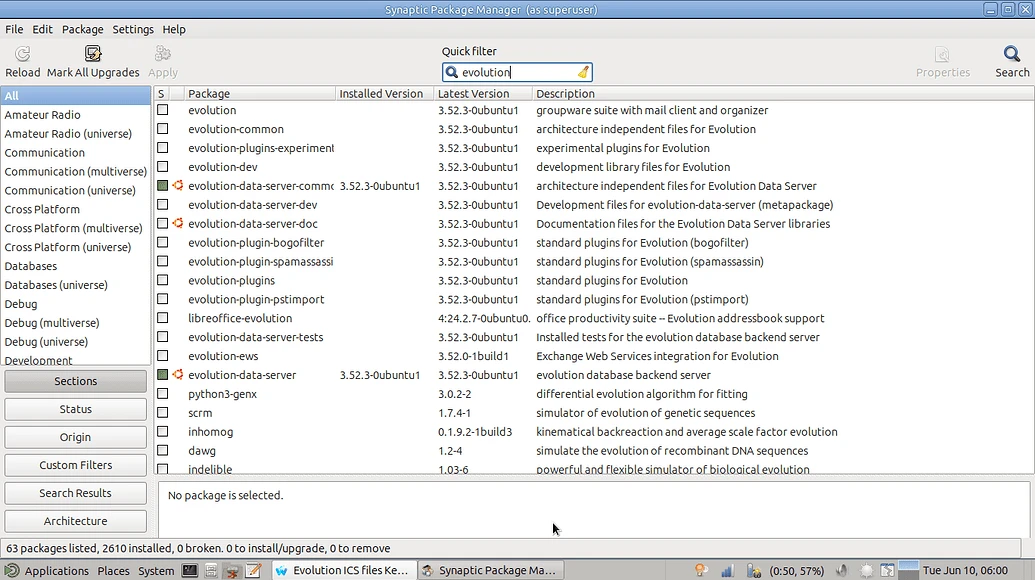 Synaptic Package Manager (as superuser)
File Edit Package Settings Help
Quick filter
Reload Mark All Upgrades Apply evolution Properties Search
All
Amateur Radio
Amateur Radio (universe)
Communication
Communication (multiverse)
Communication (universe)
Cross Platform
Cross Platform (multiverse)
Cross Platform (universe)
Databases
Databases (universe)
Debug
Debug (multiverse)
Debug (universe)
Development
Sections
Status
Origin
Custom Filters
Search Results
Architecture
S Package Installed Version Latest Version Description
evolution 3.52.3-0ubuntu1 groupware suite with mail client and organizer
evolution-common 3.52.3-0ubuntu1 architecture independent files for Evolution
evolution-plugins-experiment 3.52.3-0ubuntu1 experimental plugins for Evolution
evolution-dev 3.52.3-0ubuntu1 development library files for Evolution
evolution-data-server-commo 3.52.3-0ubuntu1 3.52.3-0ubuntu1 architecture independent files for Evolution Data Server
evolution-data-server-dev 3.52.3-0ubuntu1 Development files for evolution-data-server (metapackage)
evolution-data-server-doc 3.52.3-0ubuntu1 Documentation files for the Evolution Data Server libraries
evolution-plugin-bogofilter 3.52.3-0ubuntu1 standard plugins for Evolution (bogofilter)
evolution-plugin-spamassassi 3.52.3-0ubuntu1 standard plugins for Evolution (spamassassin)
evolution-plugins 3.52.3-0ubuntu1 standard plugins for Evolution
evolution-plugin-pstimport 3.52.3-0ubuntu1 standard plugins for Evolution (pstimport)
libreoffice-evolution 4:24.2.7-0ubuntu0. office productivity suite -- Evolution addressbook support
evolution-data-server-tests 3.52.3-0ubuntu1 Installed tests for the evolution database backend server
evolution-ews 3.52.0-1build1 Exchange Web Services integration for Evolution
evolution-data-server 3.52.3-0ubuntu1 3.52.3-0ubuntu1 evolution database backend server
python3-genx 3.0.2-2 differential evolution algorithm for fitting
scrm 1.7.4-1 simulator of evolution of genetic sequences
inhomog 0.1.9.2-1build3 kinematical backreaction and average scale factor evolution
dawg 1.2-4 simulate the evolution of recombinant DNA sequences
indelible 1.03-6 powerful and flexible simulator of biological evolution
No package is selected.
63 packages listed, 2610 installed, 0 broken. 0 to install/upgrade, 0 to remove
Applications Places System Evolution ICS files Ke... Synaptic Package Ma... (0:50, 57%) Tue Jun 10, 06:00